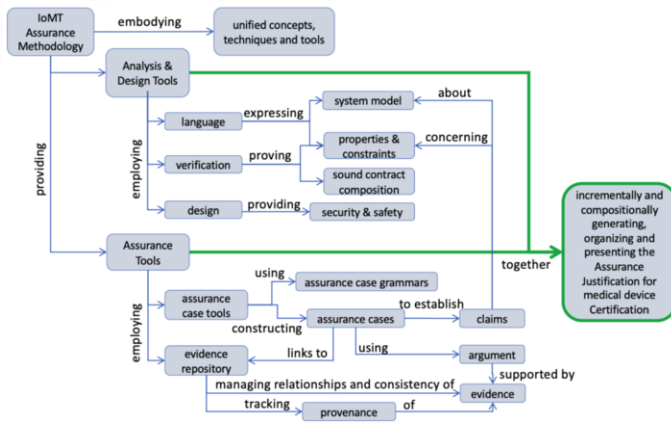 IoMT
Assurance
Methodology
embodying
unified concepts,
techniques and tools
Analysis &
Design Tools
providing
employing
language
expressing
system model
about
verification
proving
properties &
constraints
concerning
sound contract
composition
design
providing
security & safety
Assurance
Tools
together
incrementally and
compositionally
generating,
organizing and
presenting the
Assurance
Justification for
medical device
Certification
employing
using
assurance case grammars
assurance
case tools
constructing
assurance cases
to establish
claims
evidence
repository
links to
using
argument
supported by
managing relationships and consistency of
evidence
tracking
provenance
of